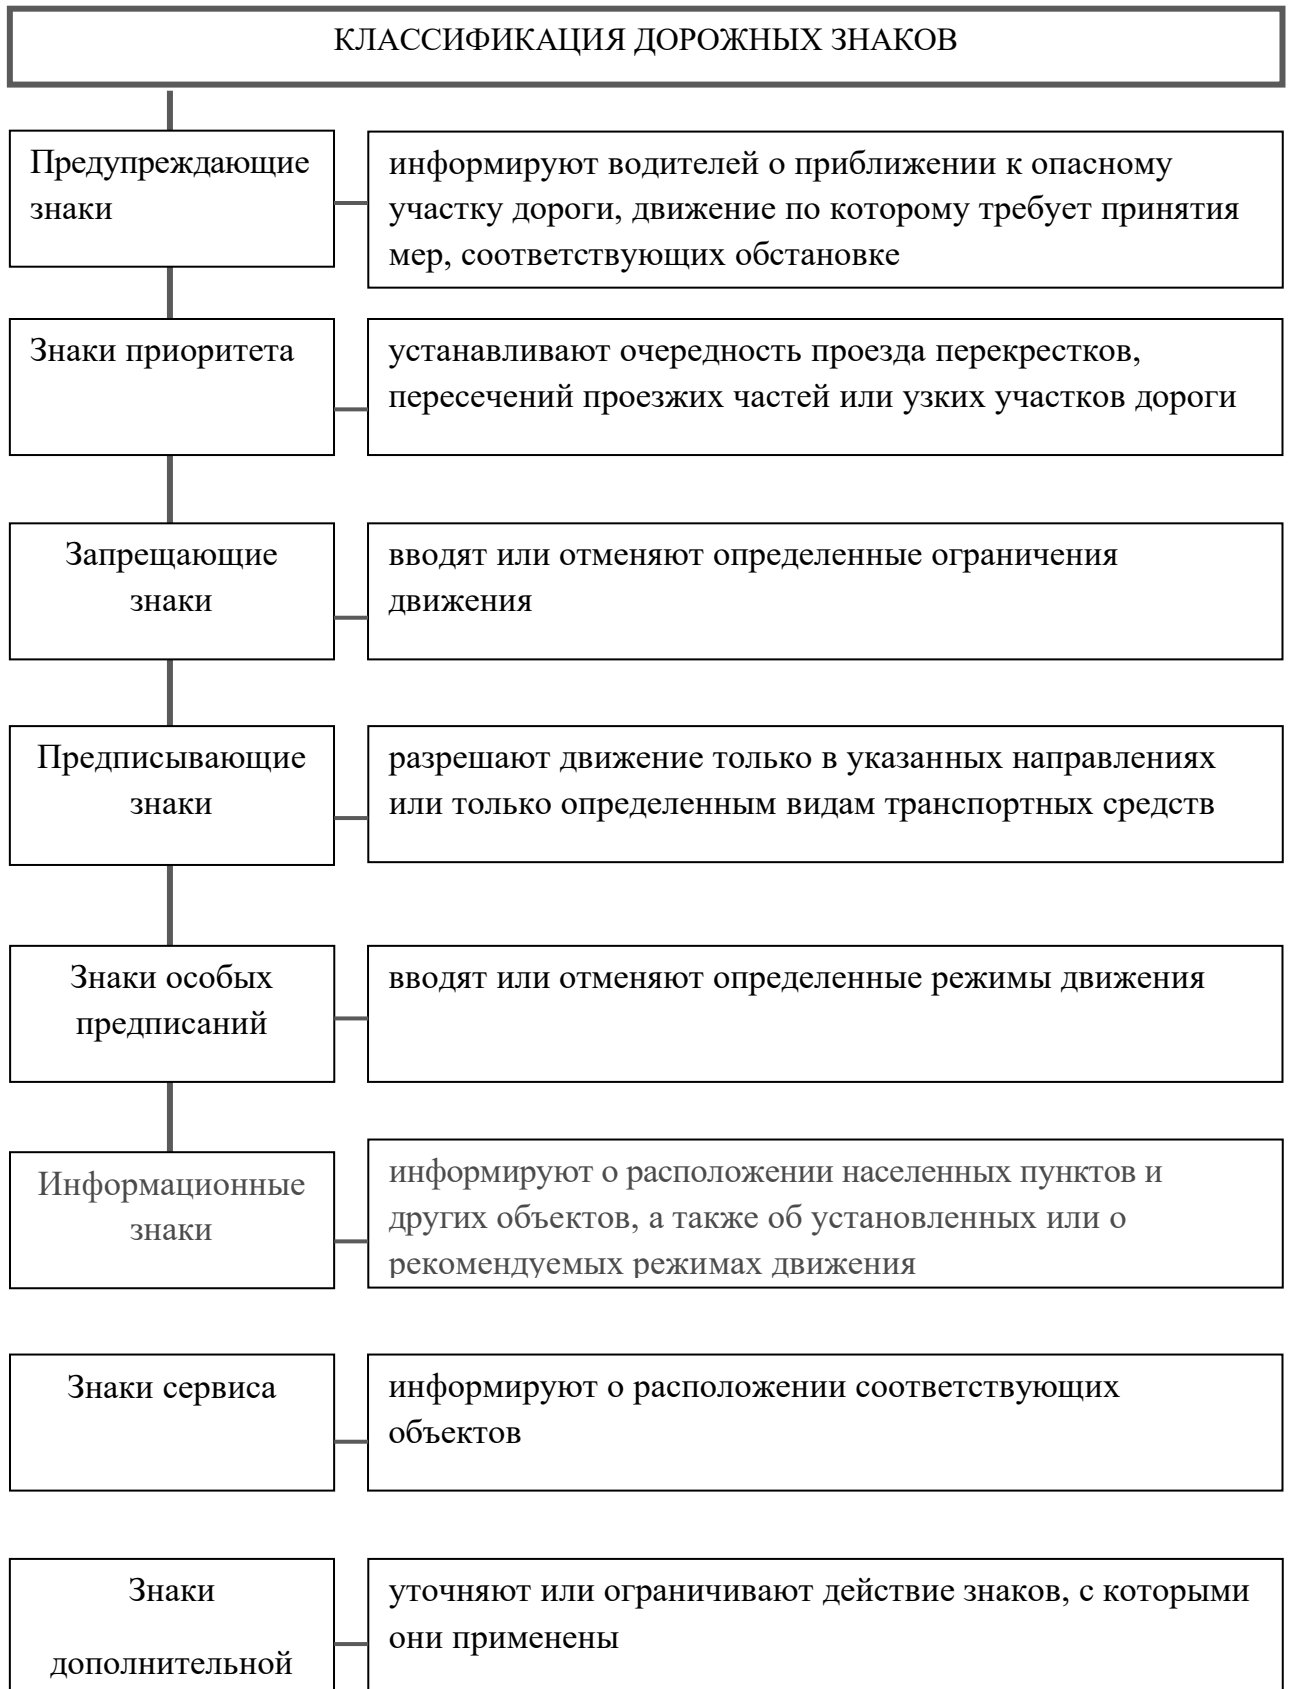 КЛАССИФИКАЦИЯ ДОРОЖНЫХ ЗНАКОВ
Предупреждающие
знаки
информируют водителей о приближении к опасному
участку дороги, движение по которому требует принятия
мер, соответствующих обстановке
Знаки приоритета
устанавливают очередность проезда перекрестков,
пересечений проезжих частей или узких участков дороги
Запрещающие
знаки
вводят или отменяют определенные ограничения
движения
Предписывающие
знаки
разрешают движение только в указанных направлениях
или только определенным видам транспортных средств
Знаки особых
предписаний
вводят или отменяют определенные режимы движения
Информационные
знаки
информируют о расположении населенных пунктов и
других объектов, а также об установленных или о
рекомендуемых режимах движения
Знаки сервиса
информируют о расположении соответствующих
объектов
Знаки
дополнительной
уточняют или ограничивают действие знаков, с которыми
они применены